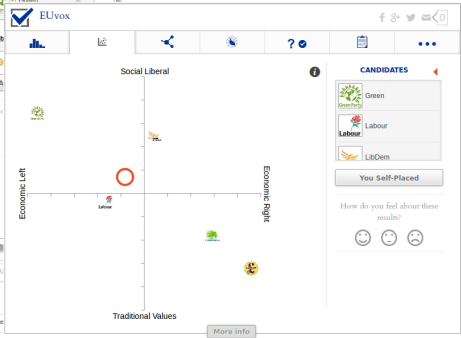 EUvox
0
?
Social Liberal
CANDIDATES
Green
Labour
LibDem
You Self-Placed
How do you feel about these
results?
Economic Left
Economic Right
Labour
Traditional Values
More info